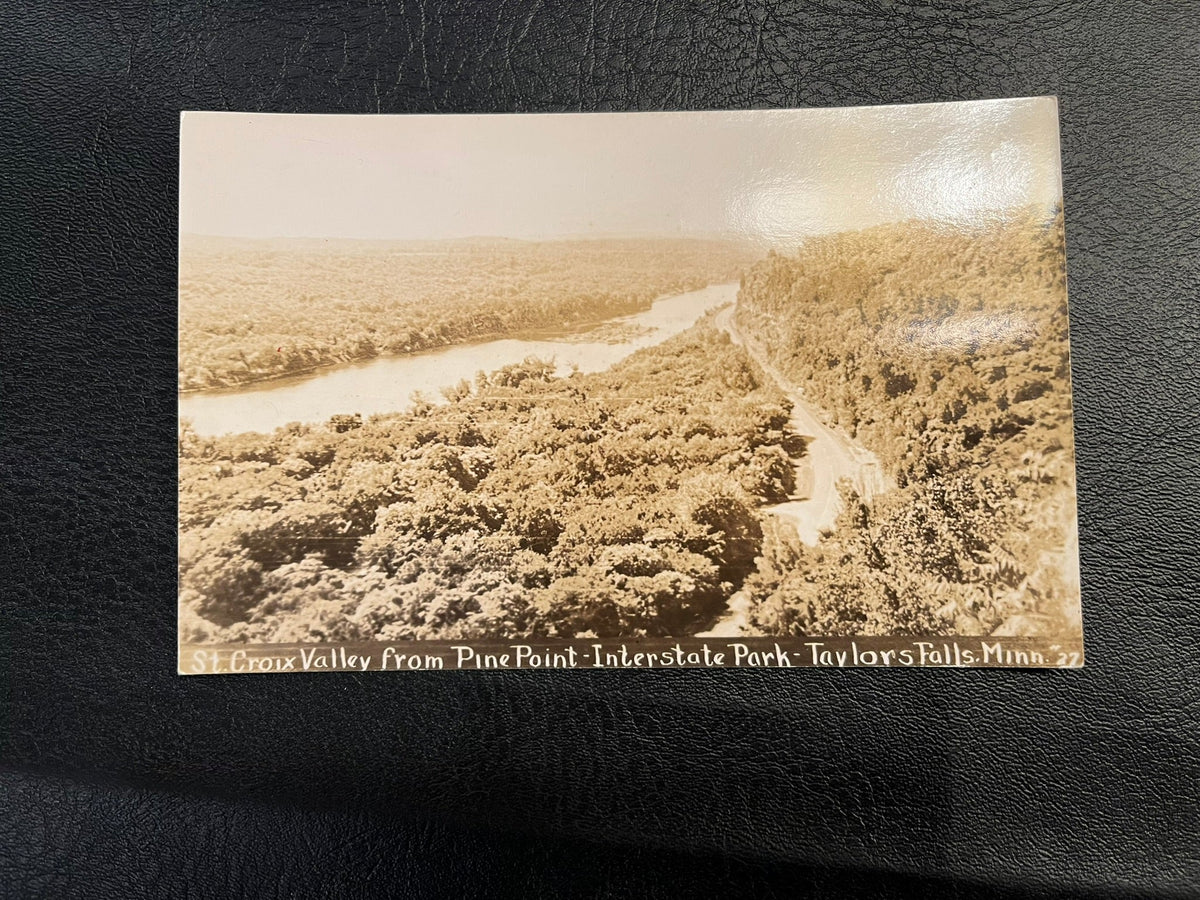 St. Croix Valley from Pine Point - Interstate Park - Taylors Falls. Minn. #27